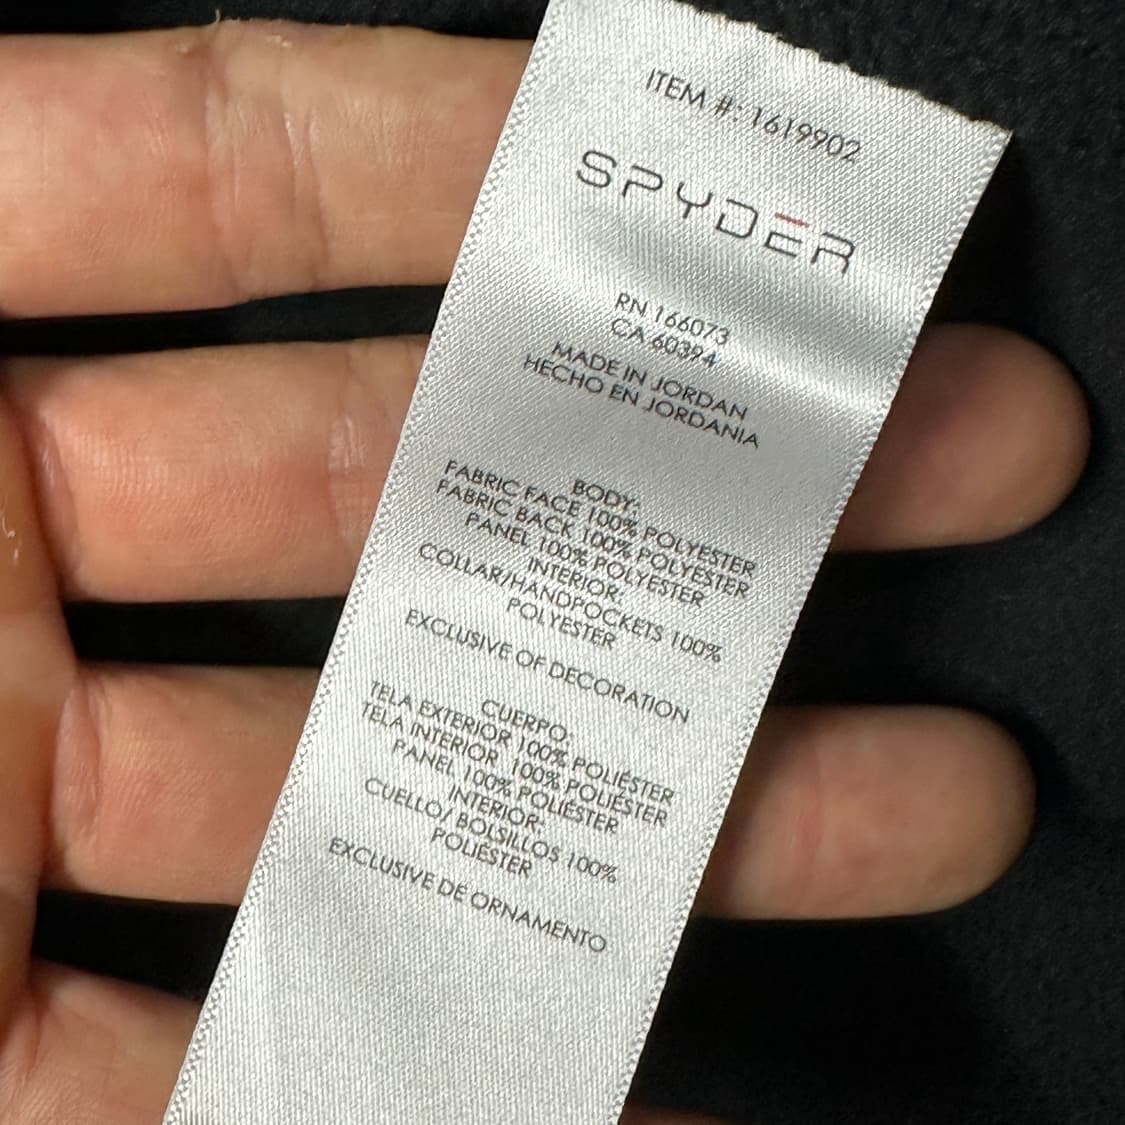 ITEM #: 1619902
SPYDER
RN 166073
CA 60394
MADE IN JORDAN
HECHO EN JORDANIA
BODY:
FABRIC FACE 100% POLYESTER
FABRIC BACK 100% POLYESTER
PANEL 100% POLYESTER
INTERIOR:
COLLAR/HANDPOCKETS 100%
POLYESTER
EXCLUSIVE OF DECORATION
CUERPO:
TELA EXTERIOR 100% POLIÉSTER
TELA INTERIOR 100% POLIÉSTER
PANEL 100% POLIÉSTER
INTERIOR:
CUELLO/ BOLSILLOS 100%
POLIÉSTER
EXCLUSIVE DE ORNAMENTO